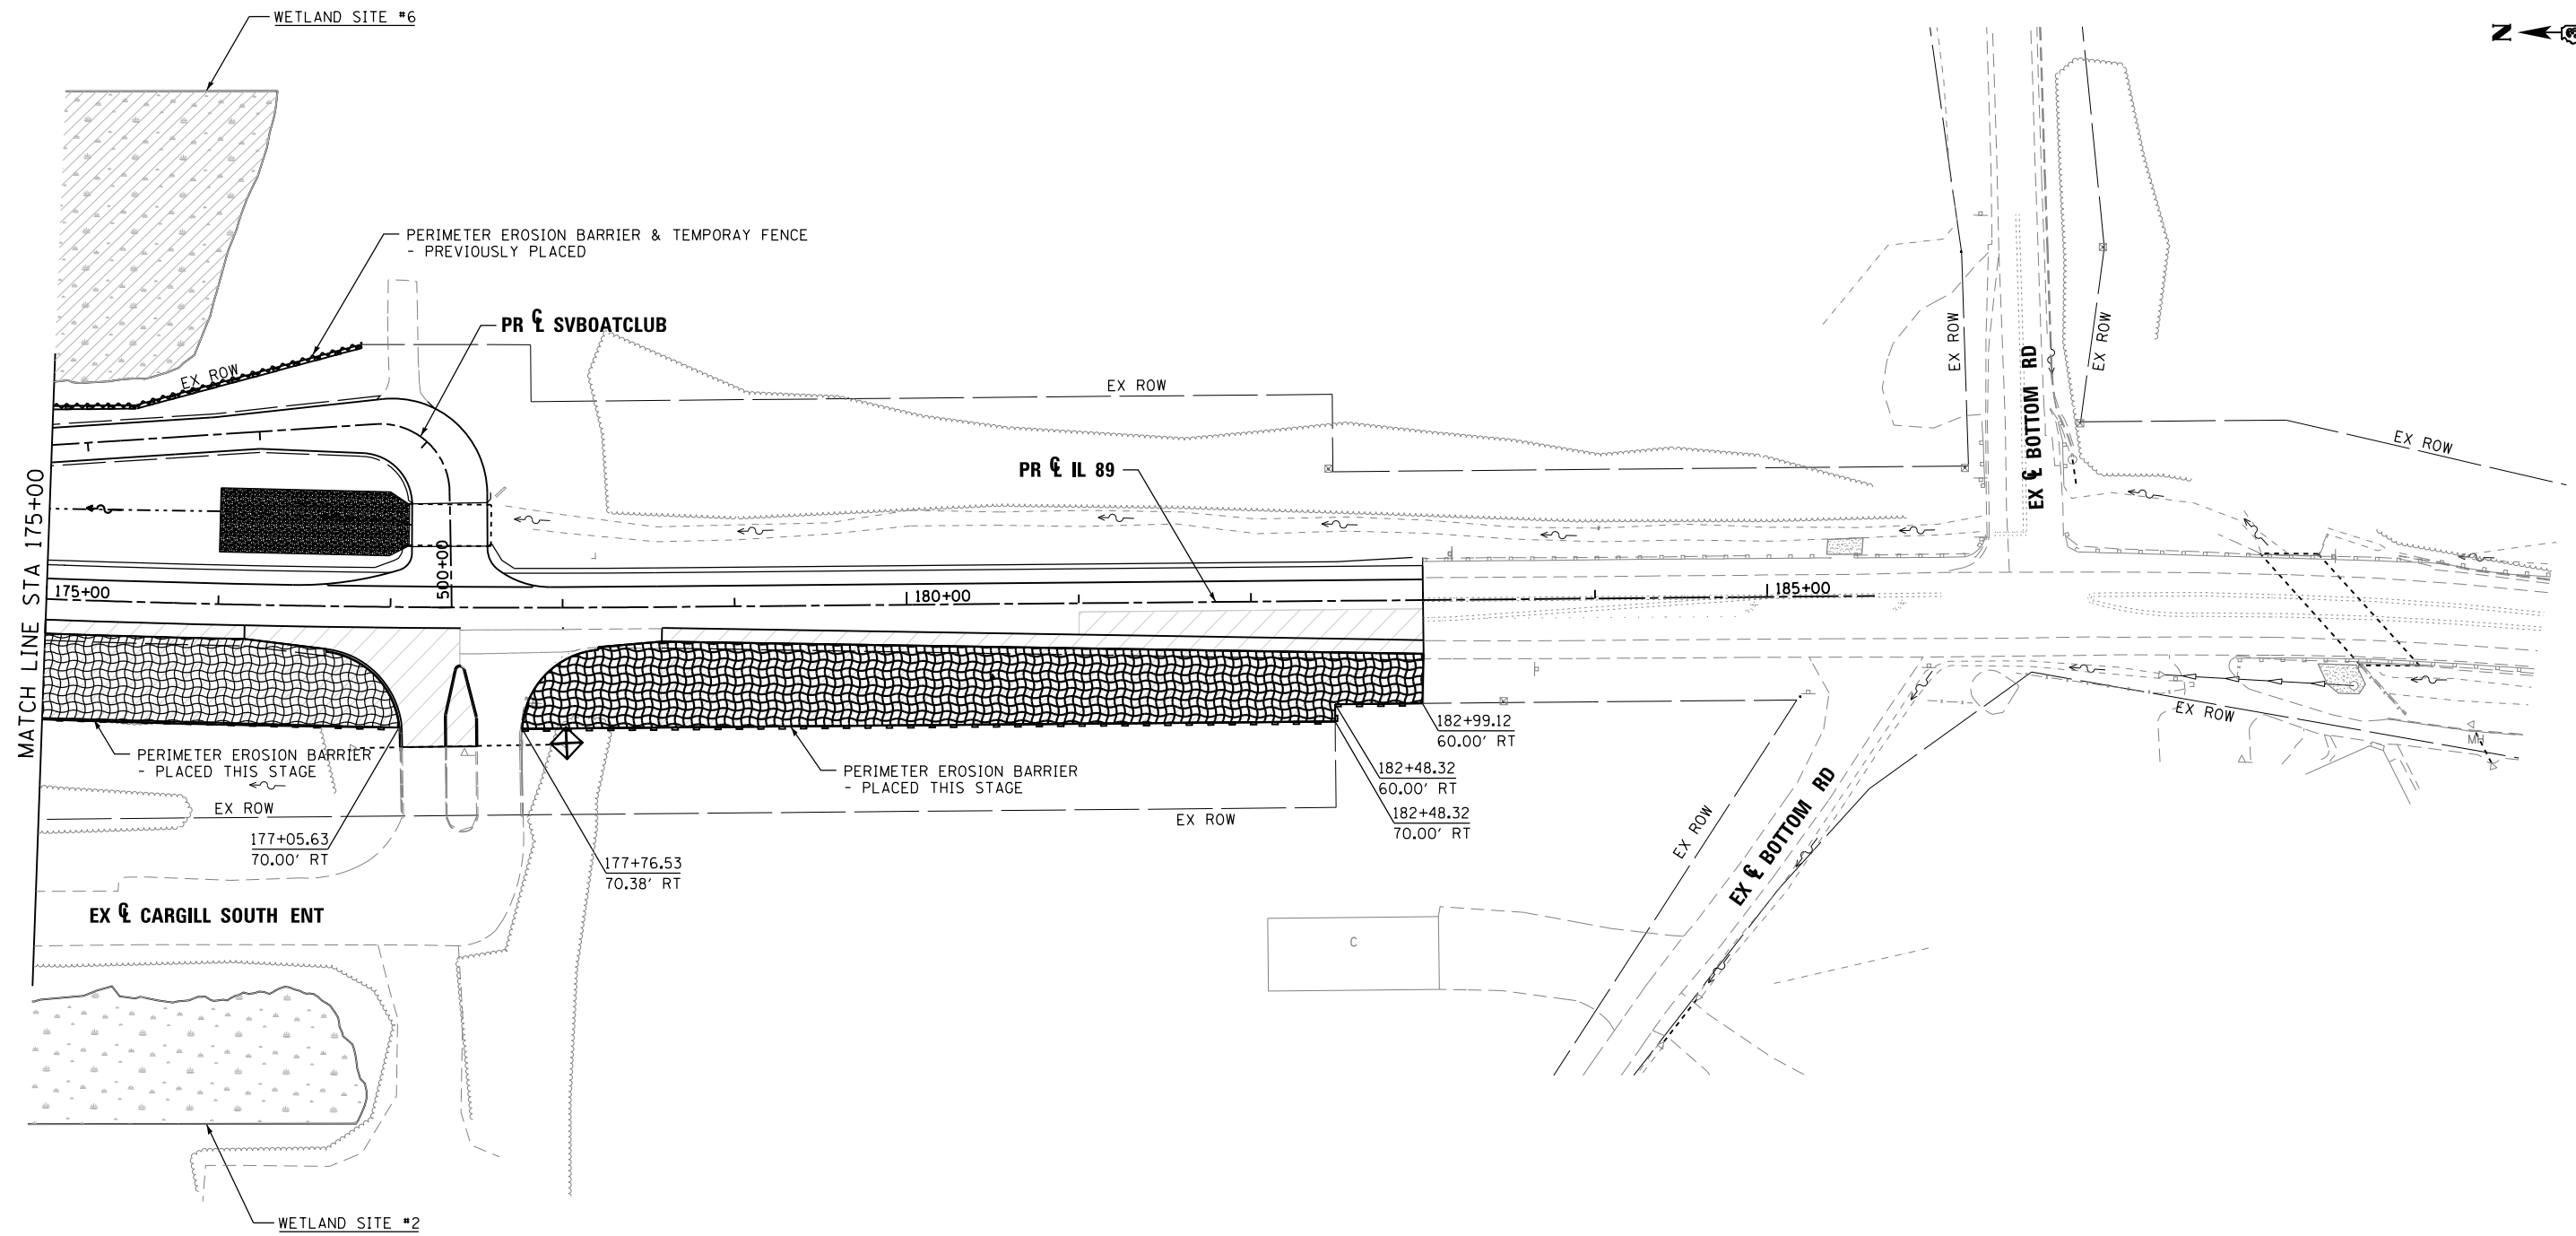 WETLAND SITE #6
N
PERIMETER EROSION BARRIER & TEMPORAY FENCE
- PREVIOUSLY PLACED
PR ℄ SVBOATCLUB
EX ROW
EX ROW
EX ROW
EX ROW
EX ROW
EX ℄ BOTTOM RD
PR ℄ IL 89
MATCH LINE STA 175+00
175+00
500+00
180+00
185+00
PERIMETER EROSION BARRIER
- PLACED THIS STAGE
PERIMETER EROSION BARRIER
- PLACED THIS STAGE
182+99.12
60.00' RT
182+48.32
60.00' RT
182+48.32
70.00' RT
EX ROW
MH
EX ROW
EX ROW
EX ROW
177+05.63
70.00' RT
177+76.53
70.38' RT
EX ℄ BOTTOM RD
EX ℄ CARGILL SOUTH ENT
C
WETLAND SITE #2